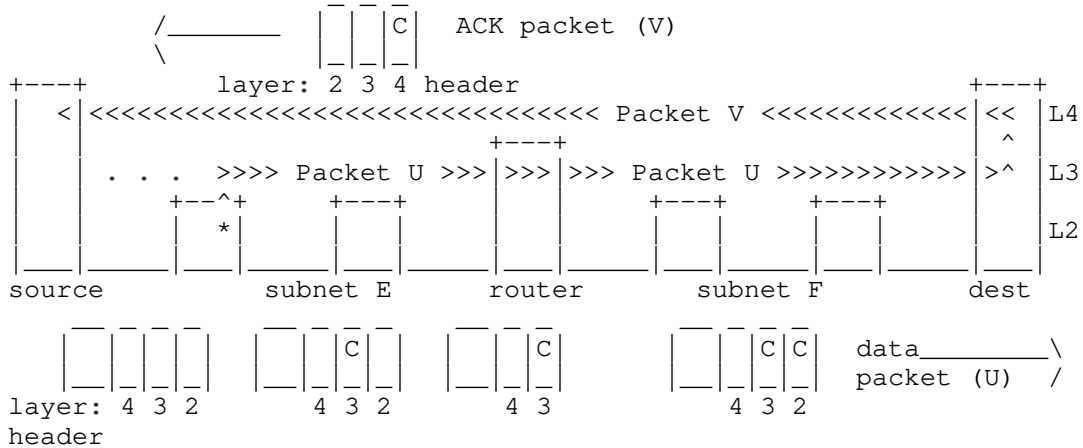 C ACK packet (V)
layer: 2 3 4 header
<<<<<<<<<<<<<<<<<<<<<<<<<<<<<<<<< Packet V <<<<<<<<<<<<<< << L4
. . . >>>> Packet U >>> >>> >>> Packet U >>>>>>>>>>>> >^ L3
* L2
source subnet E router subnet F dest
C C C C data
packet (U)
layer: 4 3 2 4 3 2 4 3 4 3 2
header